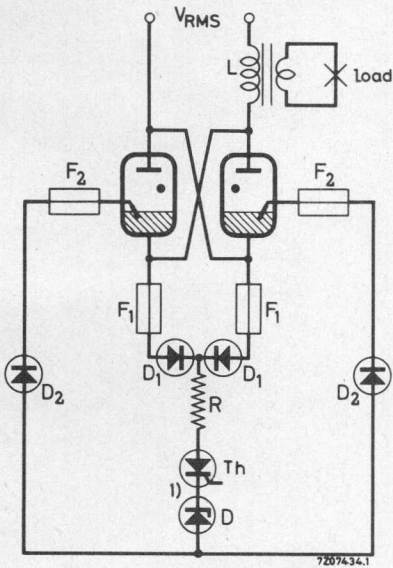 V_RMS
L
load
F₂
F₂
F₁
F₁
D₂
D₁
D₁
D₂
R
Th
1)
D
7Z07434.1